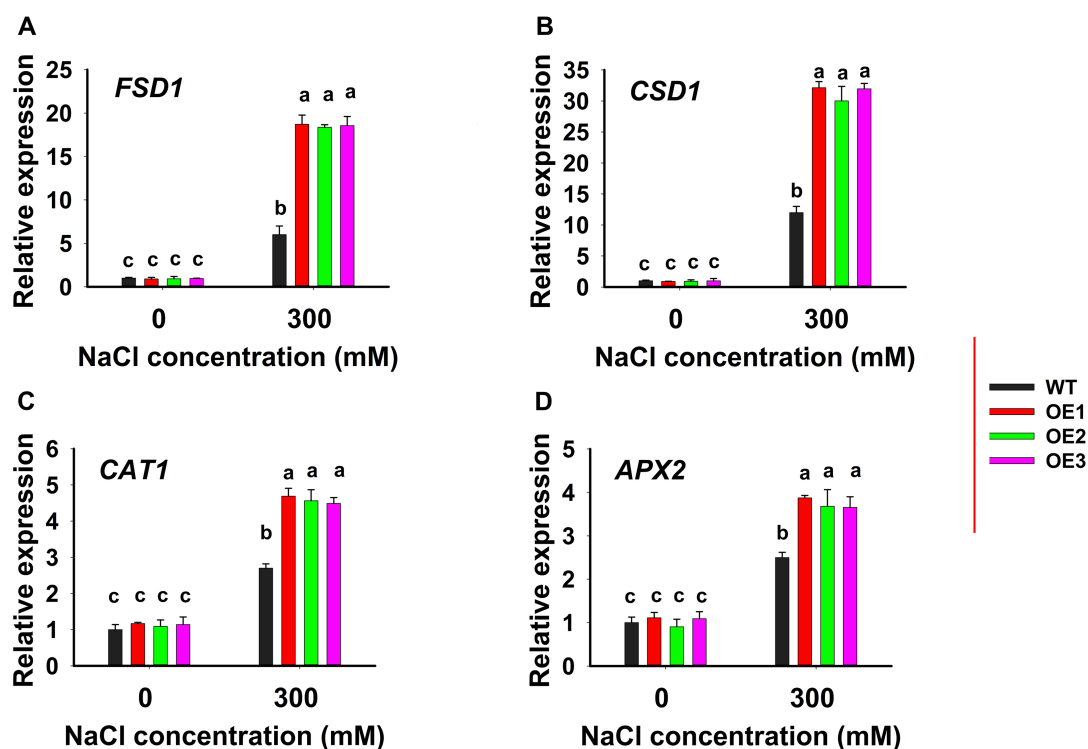 A
Relative expression
25
20
15
10
5
0
FSD1
c c c c
b
a a a
0 300
NaCl concentration (mM)
B
Relative expression
35
30
25
20
15
10
5
0
CSD1
c c c c
b
a a a
0 300
NaCl concentration (mM)
C
Relative expression
6
5
4
3
2
1
0
CAT1
c c c c
b
a a a
0 300
NaCl concentration (mM)
D
Relative expression
5
4
3
2
1
0
APX2
c c c c
b
a a a
0 300
NaCl concentration (mM)
WT
OE1
OE2
OE3